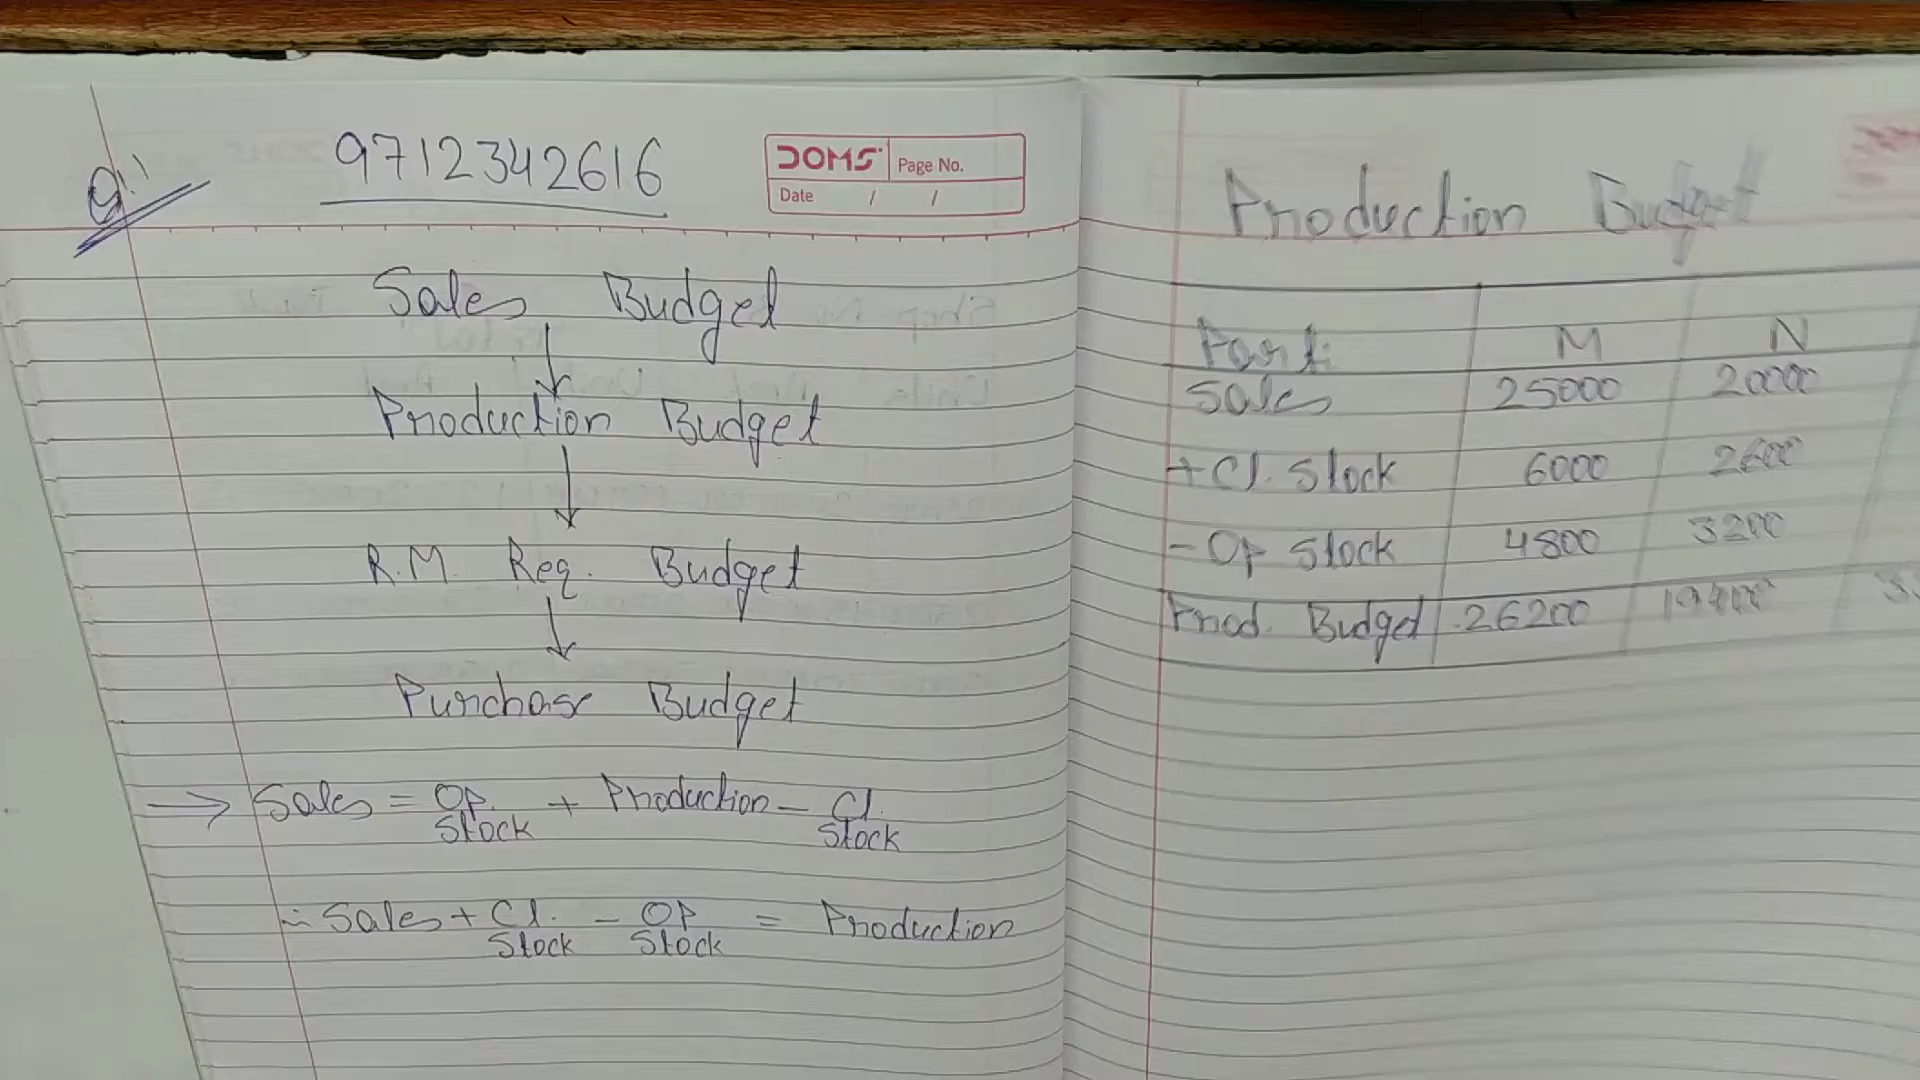 Q.1
9712342616
DOMS Page No.
Date / /
Sales Budget
Production Budget
R.M. Req. Budget
Purchase Budget
⇒ Sales = Op. Stock + Production - Cl. Stock
∴ Sales + Cl. Stock - Op Stock = Production
Production Budget
Parti. M N
Sales 25000 20000
+ Cl. Stock 6000 2600
- Op Stock 4800 3200
Prod. Budget 26200